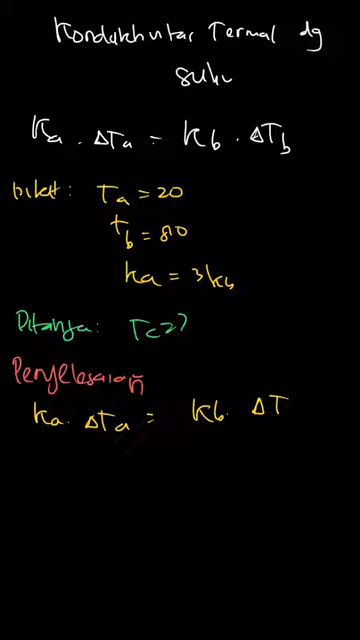 Konduktivitas Termal dg
suhu
Ka . ΔTa = Kb . ΔTb
Diket : Ta = 20
Tb = 80
ka = 3kb
Ditanya : Tc = ?
Penyelesaian
Ka . ΔTa = Kb . ΔT